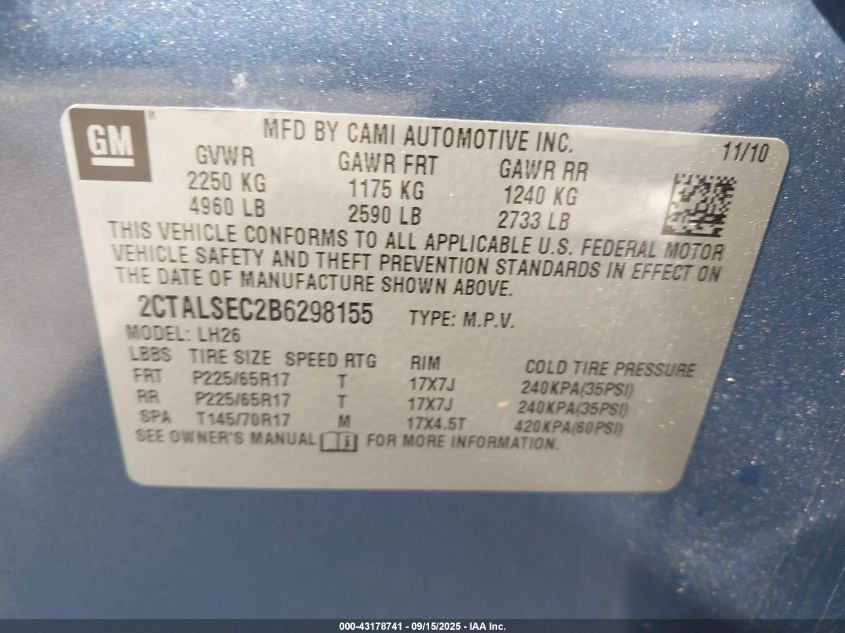 GM ®
MFD BY CAMI AUTOMOTIVE INC.
11/10
GVWR GAWR FRT GAWR RR
2250 KG 1175 KG 1240 KG
4960 LB 2590 LB 2733 LB
THIS VEHICLE CONFORMS TO ALL APPLICABLE U.S. FEDERAL MOTOR
VEHICLE SAFETY AND THEFT PREVENTION STANDARDS IN EFFECT ON
THE DATE OF MANUFACTURE SHOWN ABOVE.
2CTALSEC2B6298155 TYPE: M.P.V.
MODEL: LH26
LBBS TIRE SIZE SPEED RTG RIM COLD TIRE PRESSURE
FRT P225/65R17 T 17X7J 240KPA(35PSI)
RR P225/65R17 T 17X7J 240KPA(35PSI)
SPA T145/70R17 M 17X4.5T 420KPA(60PSI)
SEE OWNER'S MANUAL FOR MORE INFORMATION.
000-43178741 - 09/15/2025 - IAA Inc.